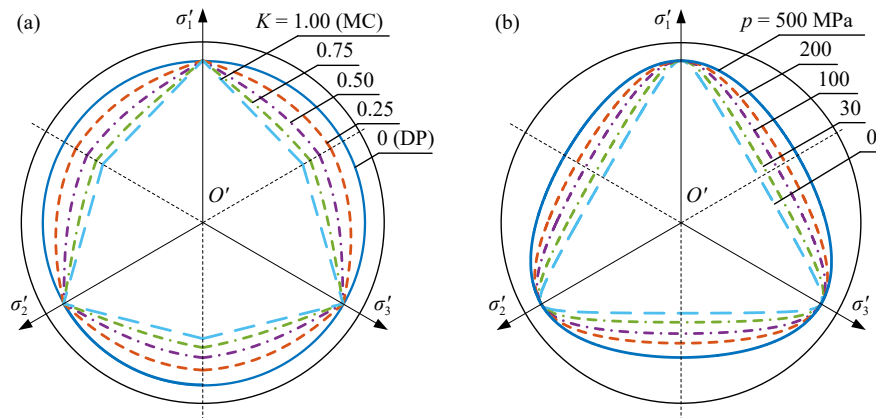 (a)
σ′₁
K = 1.00 (MC)
0.75
0.50
0.25
0 (DP)
O′
σ′₂
σ′₃
(b)
σ′₁
p = 500 MPa
200
100
30
0
O′
σ′₂
σ′₃